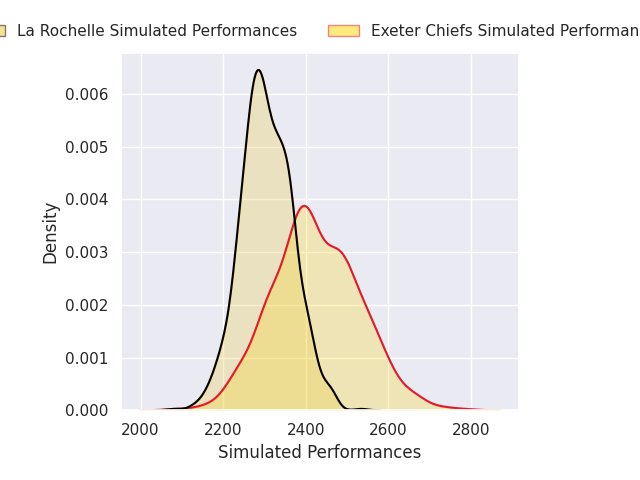 La Rochelle Simulated Performances Exeter Chiefs Simulated
0.006
0.005
0.004
0.003
0.002
0.001
0.000
Density
2000 2200 2400 2600 2800
Simulated Performances